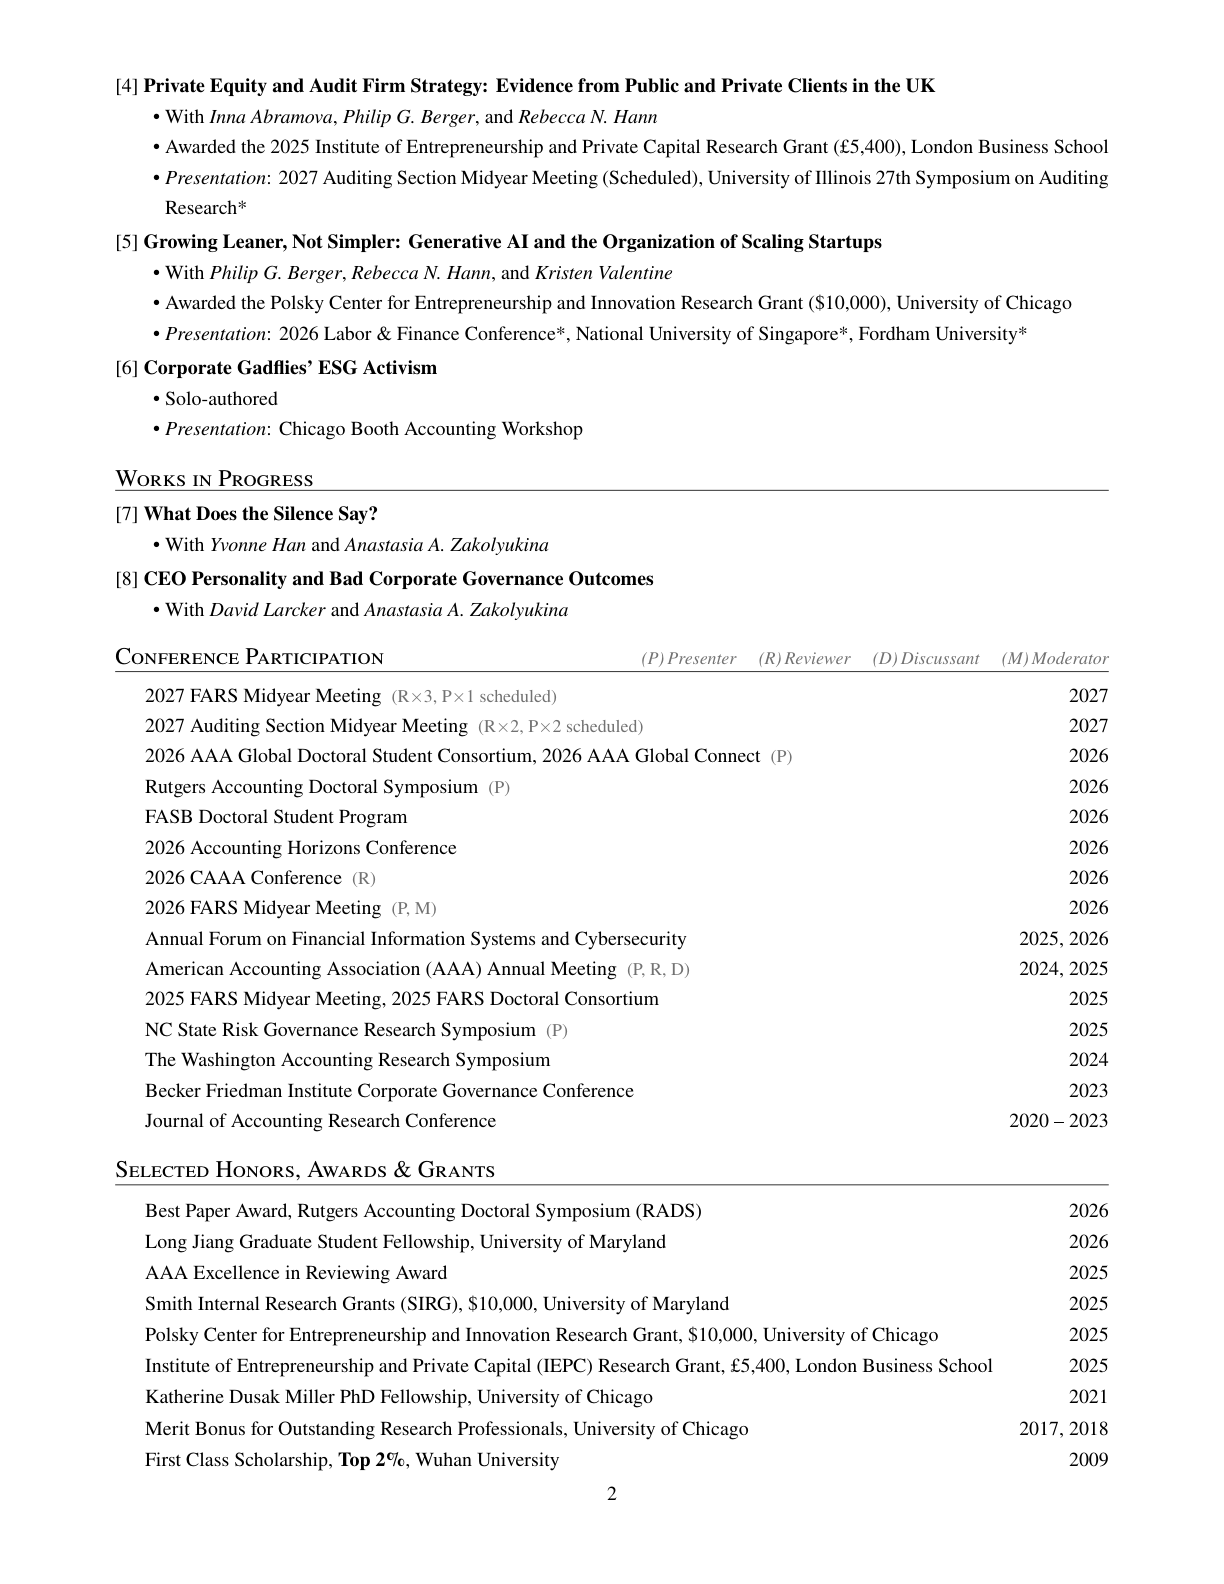 [4] Private Equity and Audit Firm Strategy: Evidence from Public and Private Clients in the UK
• With Inna Abramova, Philip G. Berger, and Rebecca N. Hann
• Awarded the 2025 Institute of Entrepreneurship and Private Capital Research Grant (£5,400), London Business School
• Presentation: 2027 Auditing Section Midyear Meeting (Scheduled), University of Illinois 27th Symposium on Auditing
Research*
[5] Growing Leaner, Not Simpler: Generative AI and the Organization of Scaling Startups
• With Philip G. Berger, Rebecca N. Hann, and Kristen Valentine
• Awarded the Polsky Center for Entrepreneurship and Innovation Research Grant ($10,000), University of Chicago
• Presentation: 2026 Labor & Finance Conference*, National University of Singapore*, Fordham University*
[6] Corporate Gadflies' ESG Activism
• Solo-authored
• Presentation: Chicago Booth Accounting Workshop
Works in Progress
[7] What Does the Silence Say?
• With Yvonne Han and Anastasia A. Zakolyukina
[8] CEO Personality and Bad Corporate Governance Outcomes
• With David Larcker and Anastasia A. Zakolyukina
Conference Participation (P) Presenter (R) Reviewer (D) Discussant (M) Moderator
2027 FARS Midyear Meeting (R×3, P×1 scheduled) 2027
2027 Auditing Section Midyear Meeting (R×2, P×2 scheduled) 2027
2026 AAA Global Doctoral Student Consortium, 2026 AAA Global Connect (P) 2026
Rutgers Accounting Doctoral Symposium (P) 2026
FASB Doctoral Student Program 2026
2026 Accounting Horizons Conference 2026
2026 CAAA Conference (R) 2026
2026 FARS Midyear Meeting (P, M) 2026
Annual Forum on Financial Information Systems and Cybersecurity 2025, 2026
American Accounting Association (AAA) Annual Meeting (P, R, D) 2024, 2025
2025 FARS Midyear Meeting, 2025 FARS Doctoral Consortium 2025
NC State Risk Governance Research Symposium (P) 2025
The Washington Accounting Research Symposium 2024
Becker Friedman Institute Corporate Governance Conference 2023
Journal of Accounting Research Conference 2020 – 2023
Selected Honors, Awards & Grants
Best Paper Award, Rutgers Accounting Doctoral Symposium (RADS) 2026
Long Jiang Graduate Student Fellowship, University of Maryland 2026
AAA Excellence in Reviewing Award 2025
Smith Internal Research Grants (SIRG), $10,000, University of Maryland 2025
Polsky Center for Entrepreneurship and Innovation Research Grant, $10,000, University of Chicago 2025
Institute of Entrepreneurship and Private Capital (IEPC) Research Grant, £5,400, London Business School 2025
Katherine Dusak Miller PhD Fellowship, University of Chicago 2021
Merit Bonus for Outstanding Research Professionals, University of Chicago 2017, 2018
First Class Scholarship, Top 2%, Wuhan University 2009
2